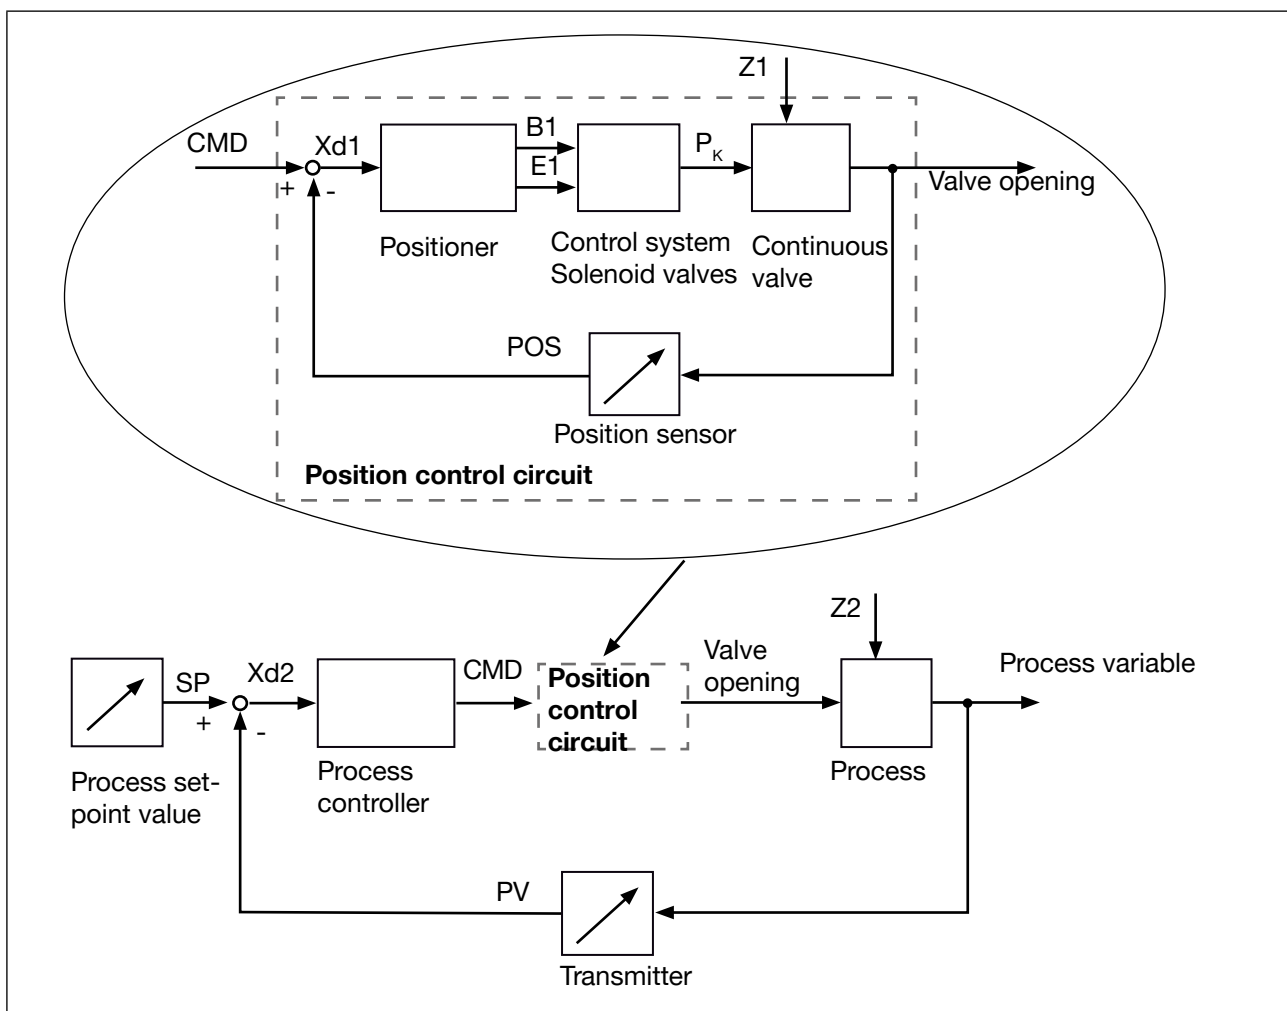 Z1
CMD
Xd1
B1
E1
PK
+
-
Valve opening
Positioner
Control system
Solenoid valves
Continuous
valve
POS
Position sensor
Position control circuit
Z2
SP
Xd2
CMD
Position
control
circuit
Valve
opening
Process variable
+
-
Process set-
point value
Process
controller
Process
PV
Transmitter